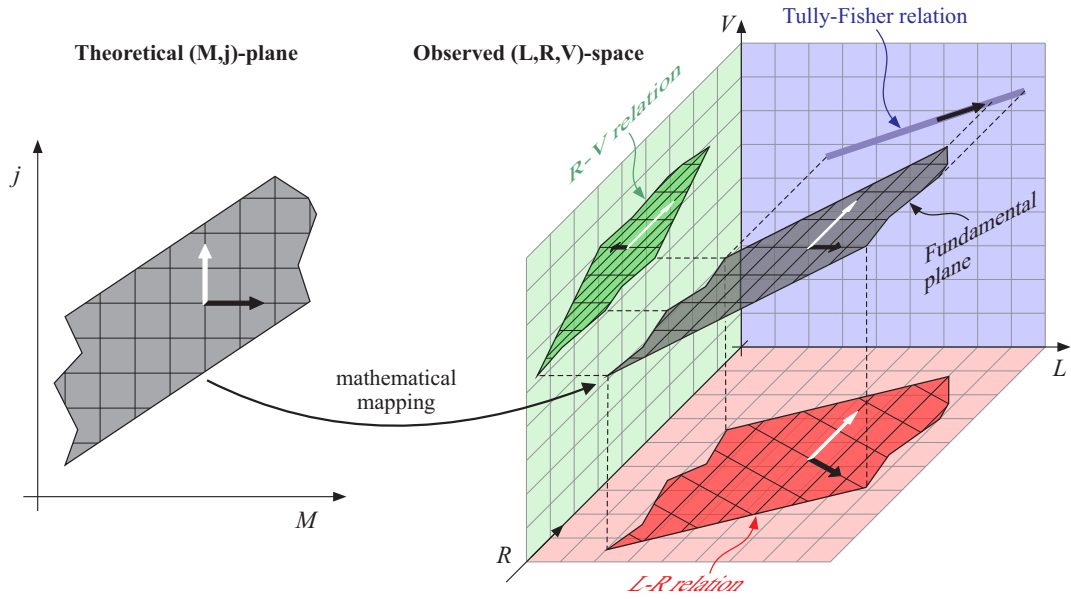 Tully-Fisher relation
Theoretical (M,j)-plane
Observed (L,R,V)-space
V
R-V relation
j
Fundamental
plane
mathematical
mapping
L
M
R
L-R relation